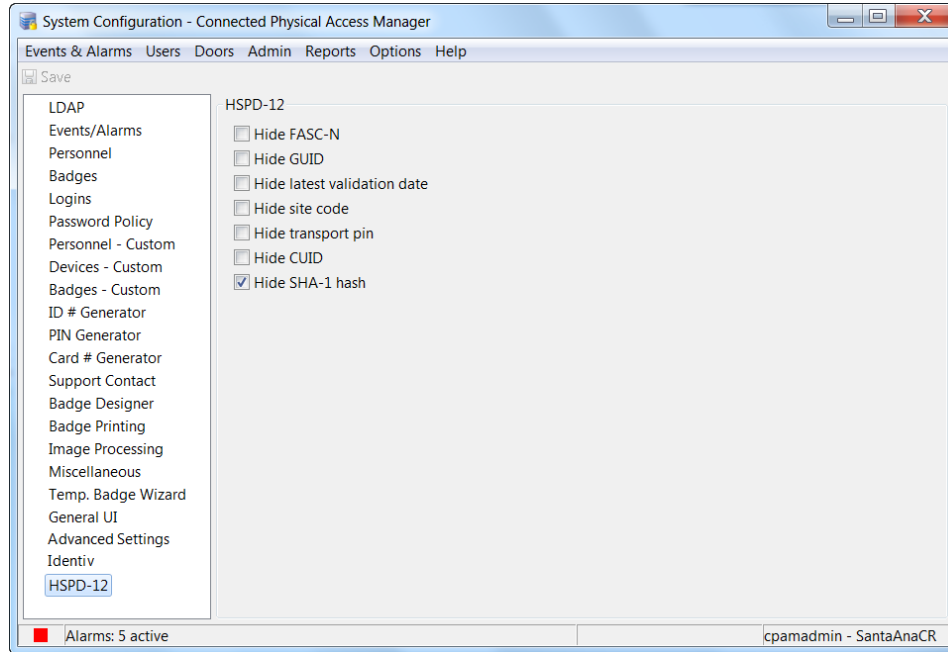 System Configuration - Connected Physical Access Manager
Events & Alarms Users Doors Admin Reports Options Help
Save
LDAP
Events/Alarms
Personnel
Badges
Logins
Password Policy
Personnel - Custom
Devices - Custom
Badges - Custom
ID # Generator
PIN Generator
Card # Generator
Support Contact
Badge Designer
Badge Printing
Image Processing
Miscellaneous
Temp. Badge Wizard
General UI
Advanced Settings
Identiv
HSPD-12
HSPD-12
Hide FASC-N
Hide GUID
Hide latest validation date
Hide site code
Hide transport pin
Hide CUID
Hide SHA-1 hash
Alarms: 5 active
cpamadmin - SantaAnaCR